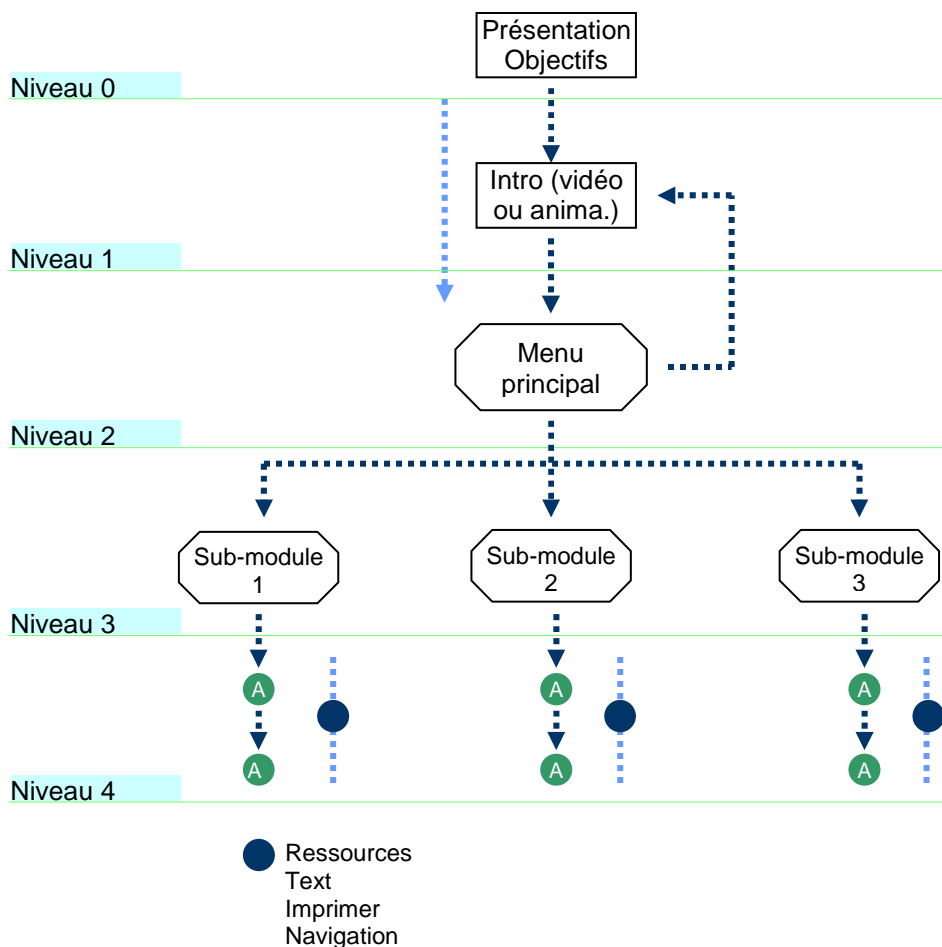 Présentation
Objectifs
Niveau 0
Intro (vidéo
ou anima.)
Niveau 1
Menu
principal
Niveau 2
Sub-module
1
Sub-module
2
Sub-module
3
Niveau 3
A
A
A
A
A
A
Niveau 4
Ressources
Text
Imprimer
Navigation